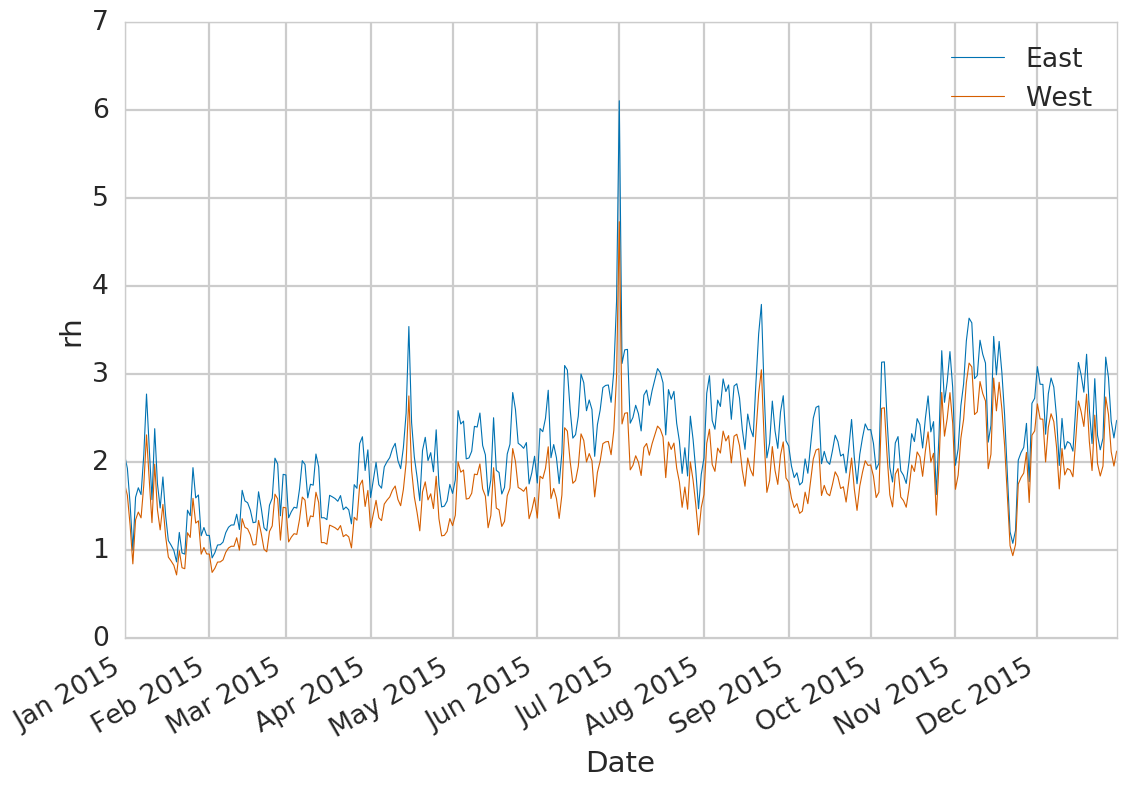 7
6
5
4
3
2
1
0
rh
East
West
Jan 2015
Feb 2015
Mar 2015
Apr 2015
May 2015
Jun 2015
Jul 2015
Aug 2015
Sep 2015
Oct 2015
Nov 2015
Dec 2015
Date